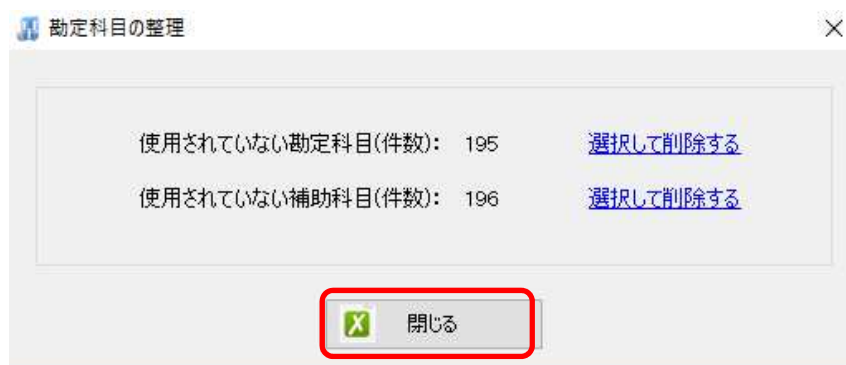 勘定科目の整理
使用されていない勘定科目(件数): 195 選択して削除する
使用されていない補助科目(件数): 196 選択して削除する
閉じる